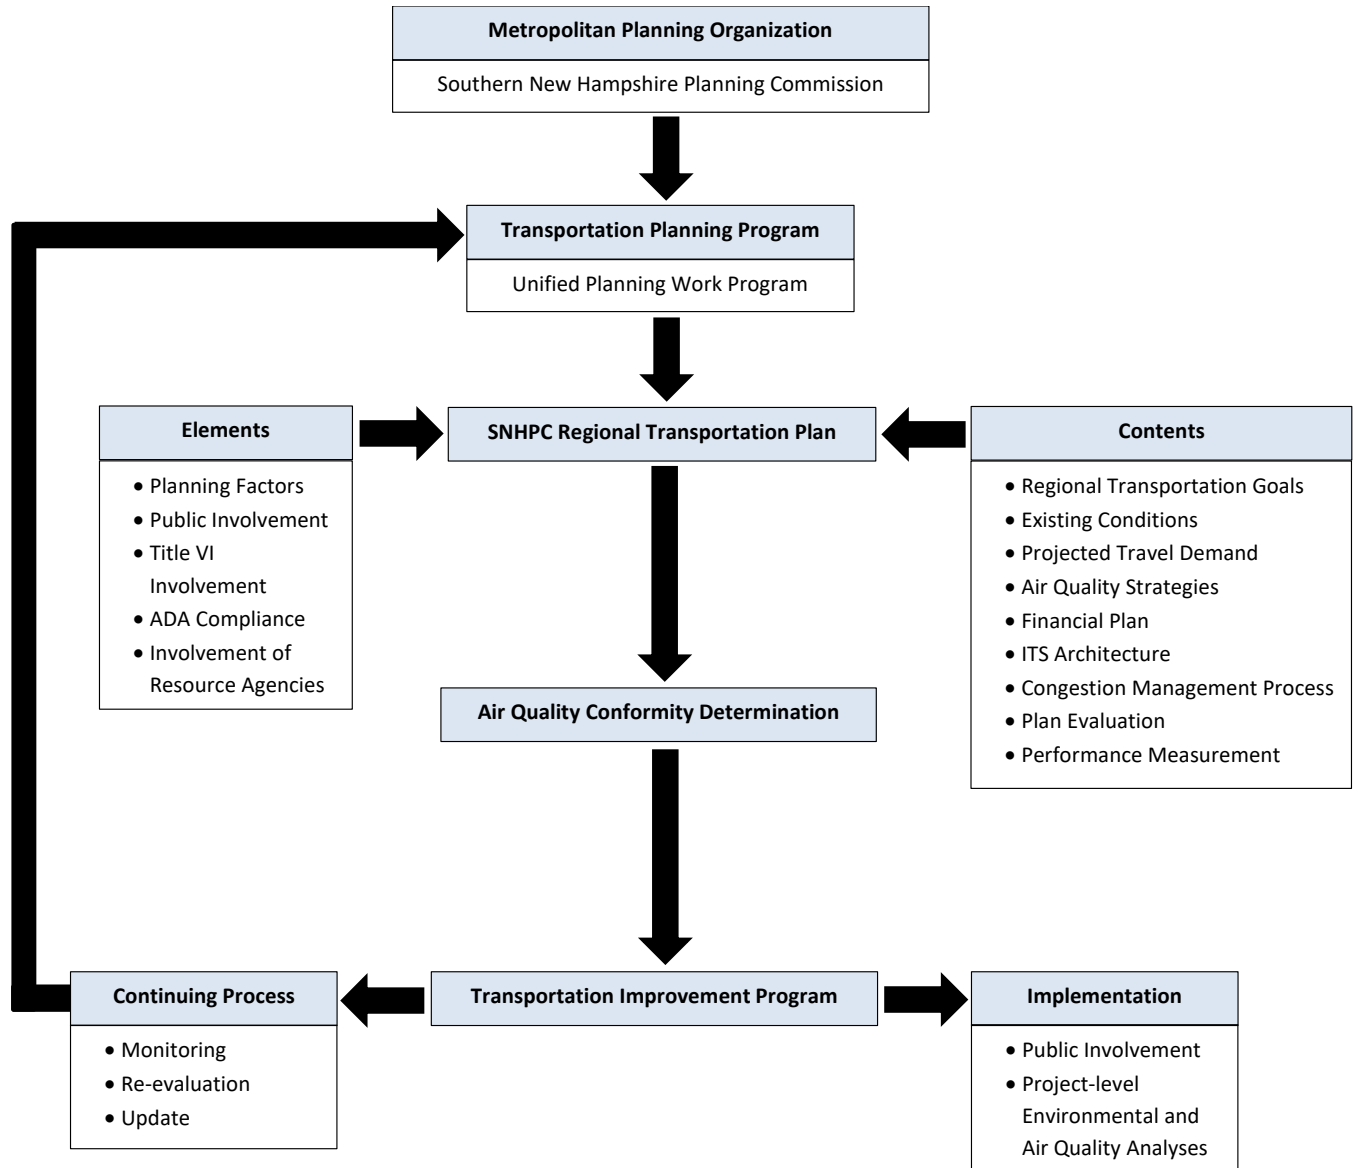 Metropolitan Planning Organization
Southern New Hampshire Planning Commission
Transportation Planning Program
Unified Planning Work Program
Elements
• Planning Factors
• Public Involvement
• Title VI
Involvement
• ADA Compliance
• Involvement of
Resource Agencies
SNHPC Regional Transportation Plan
Contents
• Regional Transportation Goals
• Existing Conditions
• Projected Travel Demand
• Air Quality Strategies
• Financial Plan
• ITS Architecture
• Congestion Management Process
• Plan Evaluation
• Performance Measurement
Air Quality Conformity Determination
Continuing Process
• Monitoring
• Re-evaluation
• Update
Transportation Improvement Program
Implementation
• Public Involvement
• Project-level
Environmental and
Air Quality Analyses